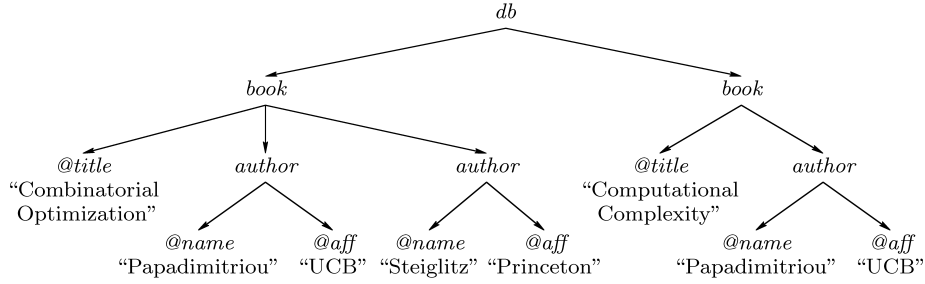 db
book book
@title author author @title author
“Combinatorial “Computational
Optimization” Complexity”
@name @aff @name @aff @name @aff
“Papadimitriou” “UCB” “Steiglitz” “Princeton” “Papadimitriou” “UCB”